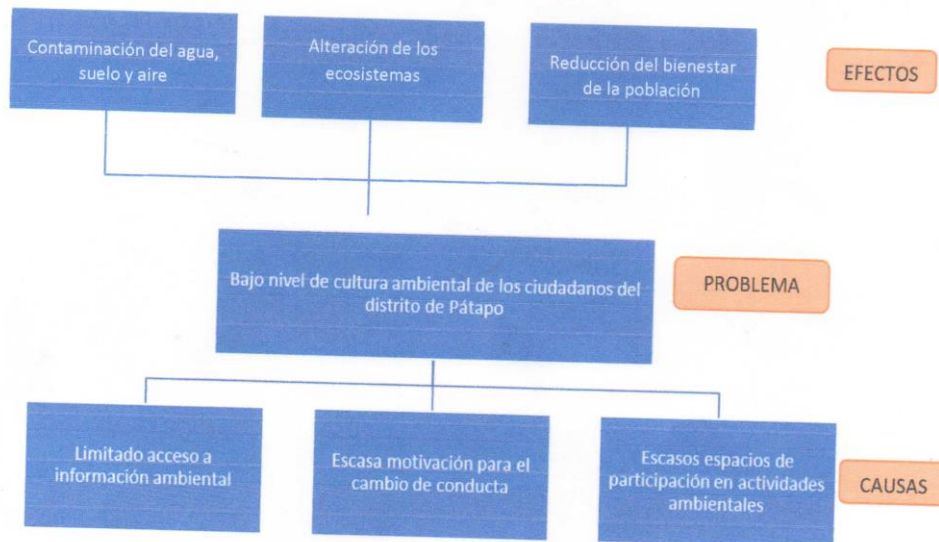 Contaminación del agua,
suelo y aire
Alteración de los
ecosistemas
Reducción del bienestar
de la población
EFECTOS
Bajo nivel de cultura ambiental de los ciudadanos del
distrito de Pátapo
PROBLEMA
Limitado acceso a
información ambiental
Escasa motivación para el
cambio de conducta
Escasos espacios de
participación en actividades
ambientales
CAUSAS